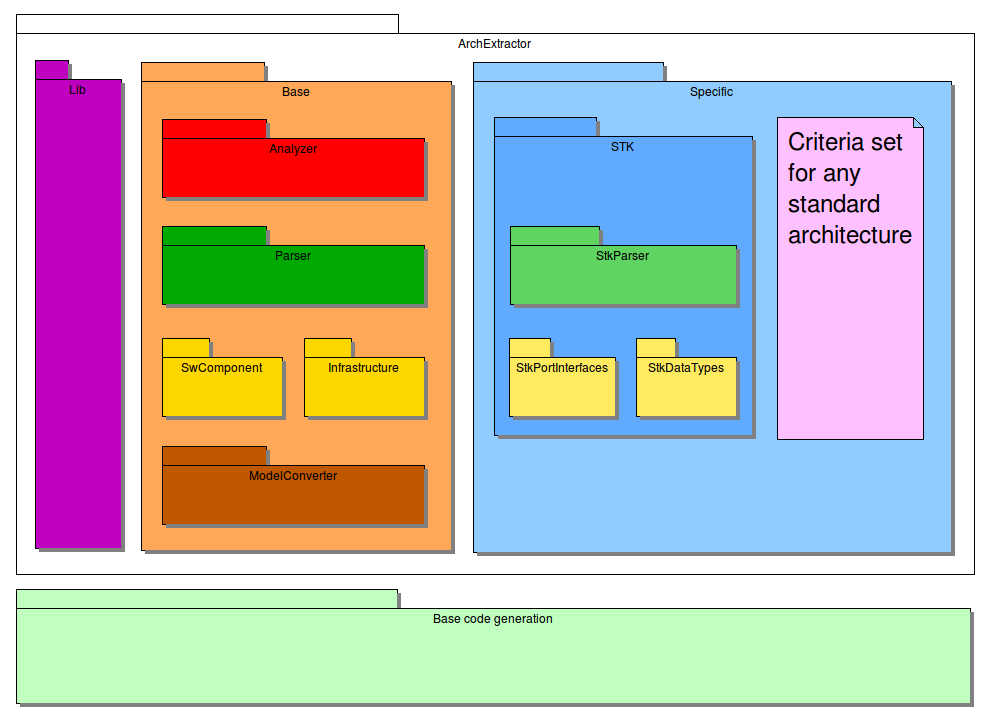 ArchExtractor
Lib
Base
Specific
Analyzer
STK
Criteria set
for any
standard
architecture
Parser
StkParser
SwComponent
Infrastructure
StkPortInterfaces
StkDataTypes
ModelConverter
Base code generation